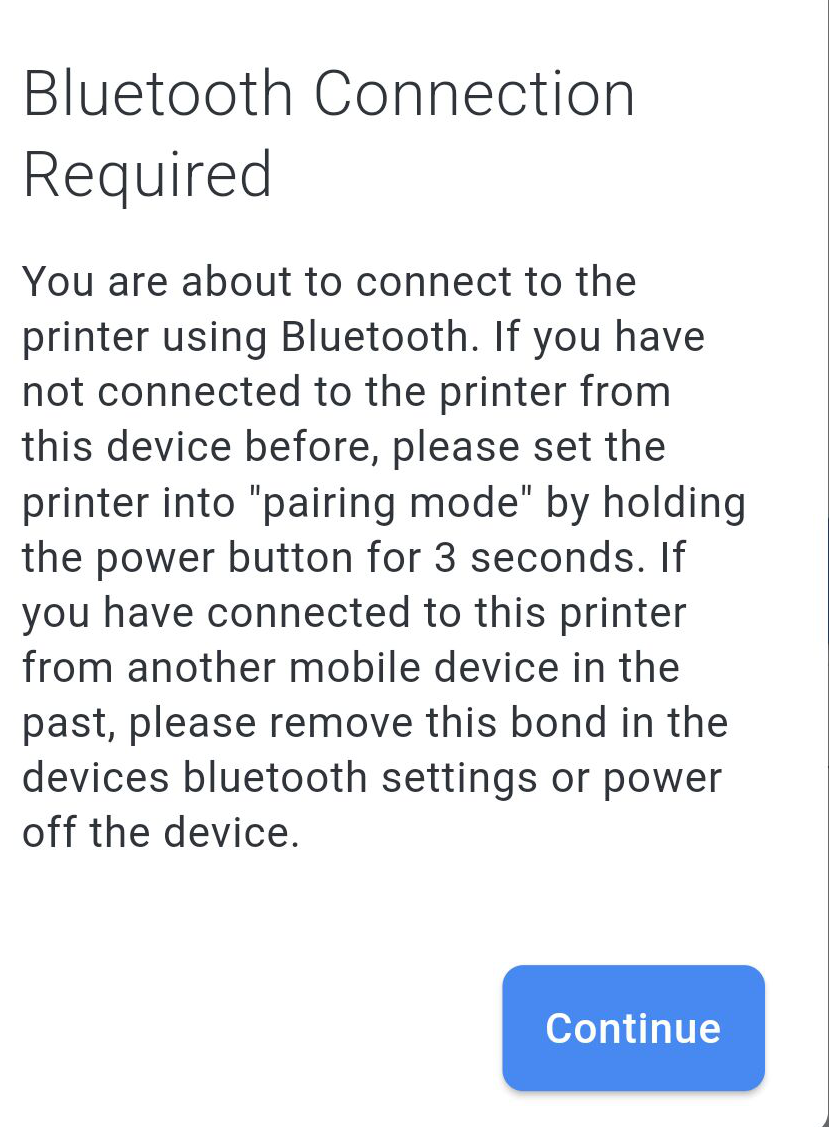 Bluetooth Connection
Required
You are about to connect to the
printer using Bluetooth. If you have
not connected to the printer from
this device before, please set the
printer into "pairing mode" by holding
the power button for 3 seconds. If
you have connected to this printer
from another mobile device in the
past, please remove this bond in the
devices bluetooth settings or power
off the device.
Continue